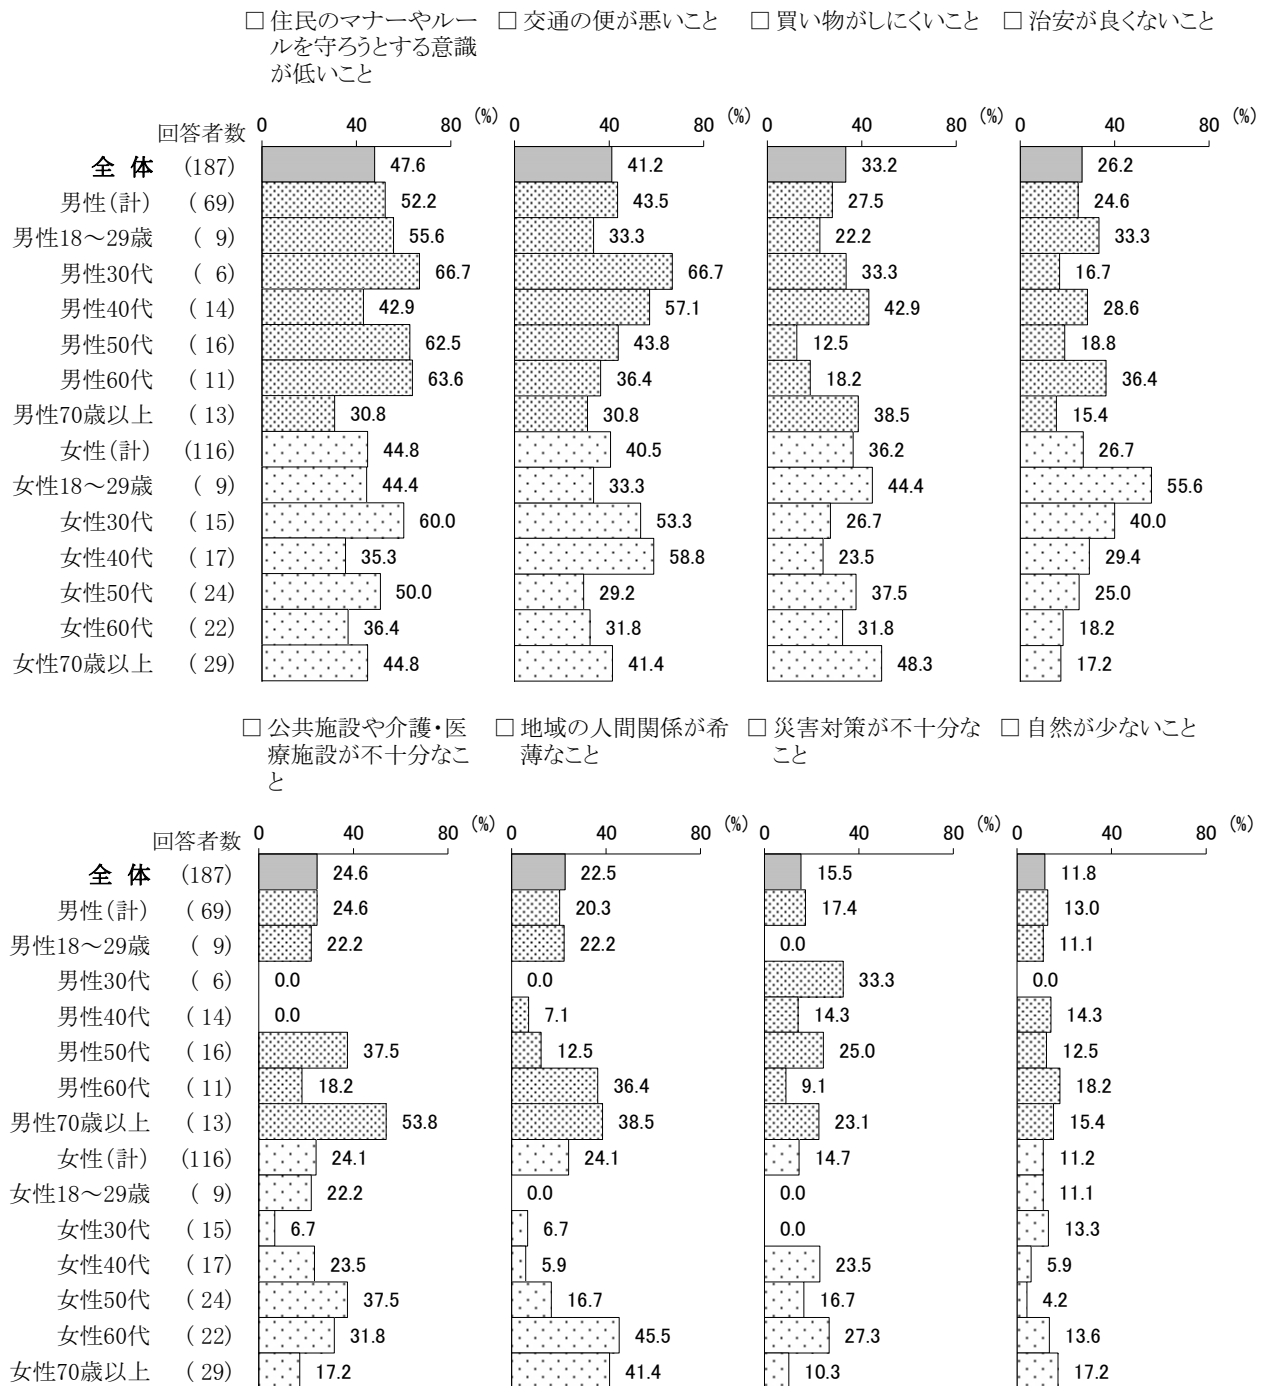 □ 住民のマナーやルー □ 交通の便が悪いこと □ 買い物がしにくいこと □ 治安が良くないこと
ルを守ろうとする意識
が低いこと
回答者数 0 40 80 (%) 0 40 80 (%) 0 40 80 (%) 0 40 80 (%)
全 体 (187) 47.6 41.2 33.2 26.2
男性(計) ( 69) 52.2 43.5 27.5 24.6
男性18～29歳 ( 9) 55.6 33.3 22.2 33.3
男性30代 ( 6) 66.7 66.7 33.3 16.7
男性40代 ( 14) 42.9 57.1 42.9 28.6
男性50代 ( 16) 62.5 43.8 12.5 18.8
男性60代 ( 11) 63.6 36.4 18.2 36.4
男性70歳以上 ( 13) 30.8 30.8 38.5 15.4
女性(計) (116) 44.8 40.5 36.2 26.7
女性18～29歳 ( 9) 44.4 33.3 44.4 55.6
女性30代 ( 15) 60.0 53.3 26.7 40.0
女性40代 ( 17) 35.3 58.8 23.5 29.4
女性50代 ( 24) 50.0 29.2 37.5 25.0
女性60代 ( 22) 36.4 31.8 31.8 18.2
女性70歳以上 ( 29) 44.8 41.4 48.3 17.2
□ 公共施設や介護・医 □ 地域の人間関係が希 □ 災害対策が不十分な □ 自然が少ないこと
療施設が不十分なこ 薄なこと こと
と
回答者数 0 40 80 (%) 0 40 80 (%) 0 40 80 (%) 0 40 80 (%)
全 体 (187) 24.6 22.5 15.5 11.8
男性(計) ( 69) 24.6 20.3 17.4 13.0
男性18～29歳 ( 9) 22.2 22.2 0.0 11.1
男性30代 ( 6) 0.0 0.0 33.3 0.0
男性40代 ( 14) 0.0 7.1 14.3 14.3
男性50代 ( 16) 37.5 12.5 25.0 12.5
男性60代 ( 11) 18.2 36.4 9.1 18.2
男性70歳以上 ( 13) 53.8 38.5 23.1 15.4
女性(計) (116) 24.1 24.1 14.7 11.2
女性18～29歳 ( 9) 22.2 0.0 0.0 11.1
女性30代 ( 15) 6.7 6.7 0.0 13.3
女性40代 ( 17) 23.5 5.9 23.5 5.9
女性50代 ( 24) 37.5 16.7 16.7 4.2
女性60代 ( 22) 31.8 45.5 27.3 13.6
女性70歳以上 ( 29) 17.2 41.4 10.3 17.2